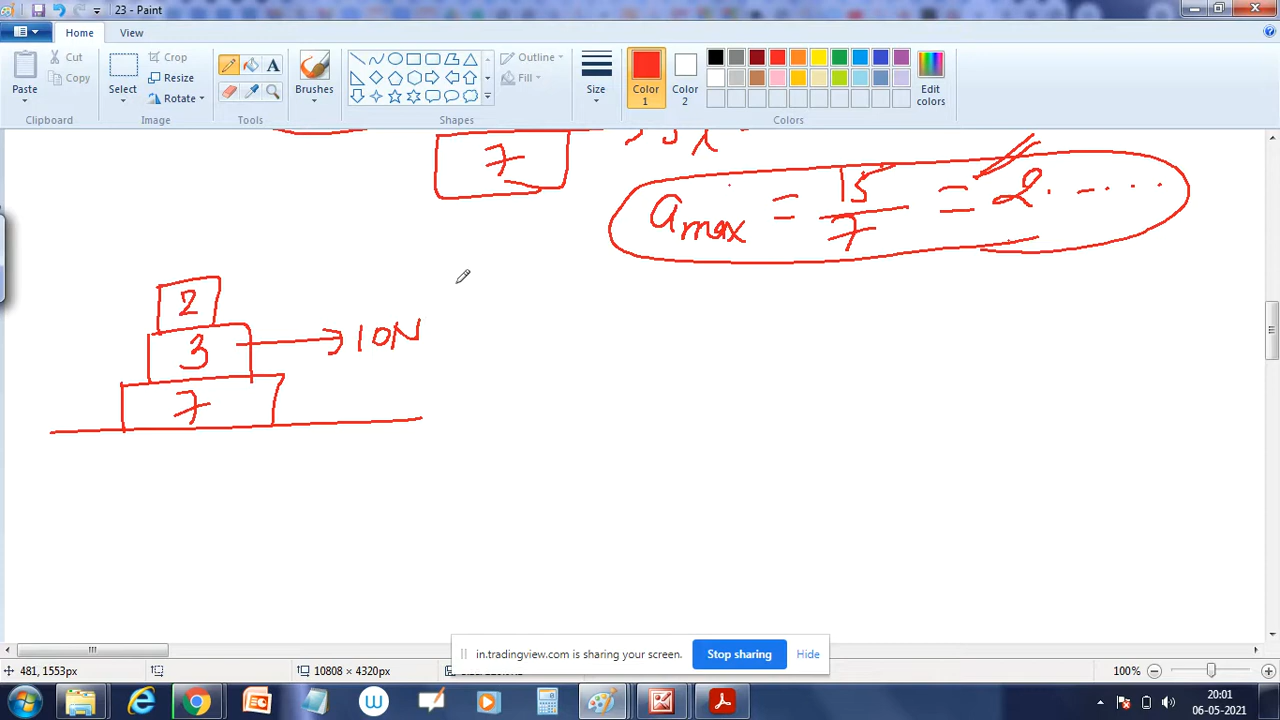 23 - Paint
Home View
Paste
Cut
Copy
Clipboard
Select
Crop
Resize
Rotate
Image
Tools
Brushes
Outline
Fill
Shapes
Size
Color 1
Color 2
Edit colors
Colors
7
amax = 15/7 = 2.----
2
3 → 10N
7
in.tradingview.com is sharing your screen. Stop sharing Hide
481, 1553px 10808 × 4320px 100%
20:01
06-05-2021